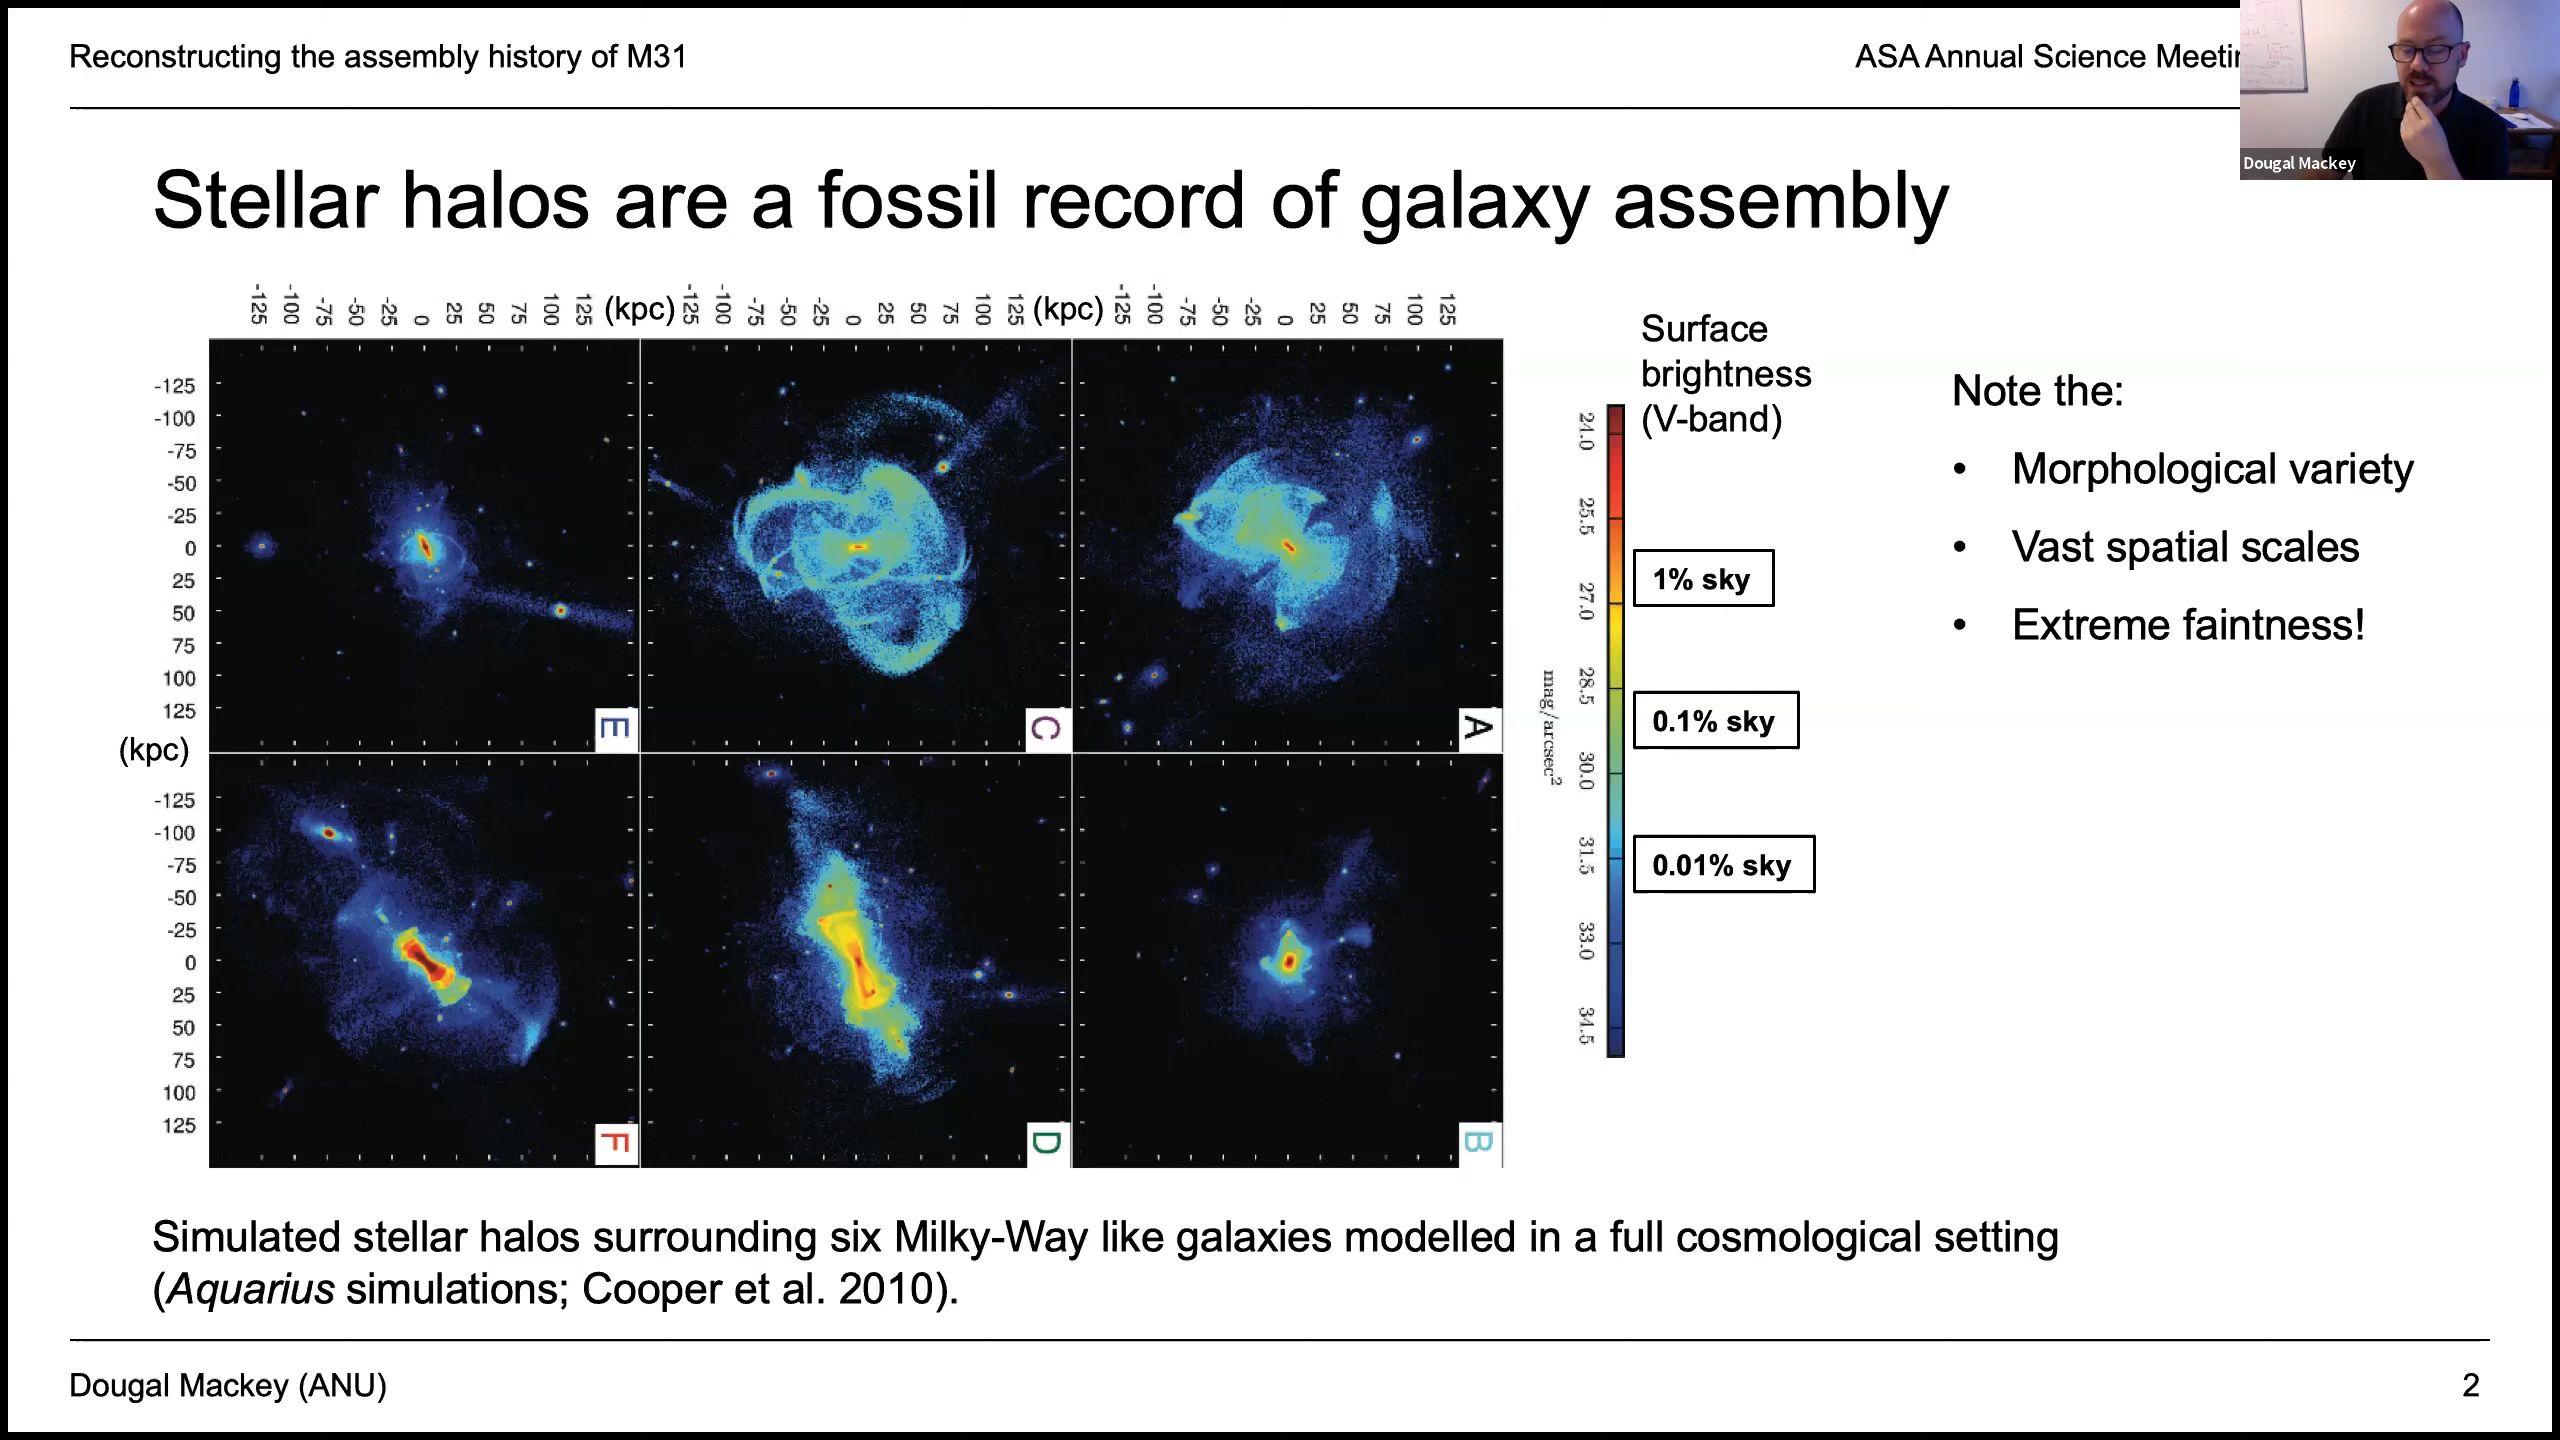 Reconstructing the assembly history of M31
ASA Annual Science Meetin
Dougal Mackey
Stellar halos are a fossil record of galaxy assembly
-125 -100 -75 -50 -25 0 25 50 75 100 125 (kpc) -125 -100 -75 -50 -25 0 25 50 75 100 125 (kpc) -125 -100 -75 -50 -25 0 25 50 75 100 125
-125
-100
-75
-50
-25
0
25
50
75
100
125
E
C
A
(kpc)
-125
-100
-75
-50
-25
0
25
50
75
100
125
F
D
B
Surface
brightness
(V-band)
24.0
25.5
27.0
28.5
30.0
31.5
33.0
34.5
mag/arcsec²
1% sky
0.1% sky
0.01% sky
Note the:
• Morphological variety
• Vast spatial scales
• Extreme faintness!
Simulated stellar halos surrounding six Milky-Way like galaxies modelled in a full cosmological setting
(Aquarius simulations; Cooper et al. 2010).
Dougal Mackey (ANU)
2